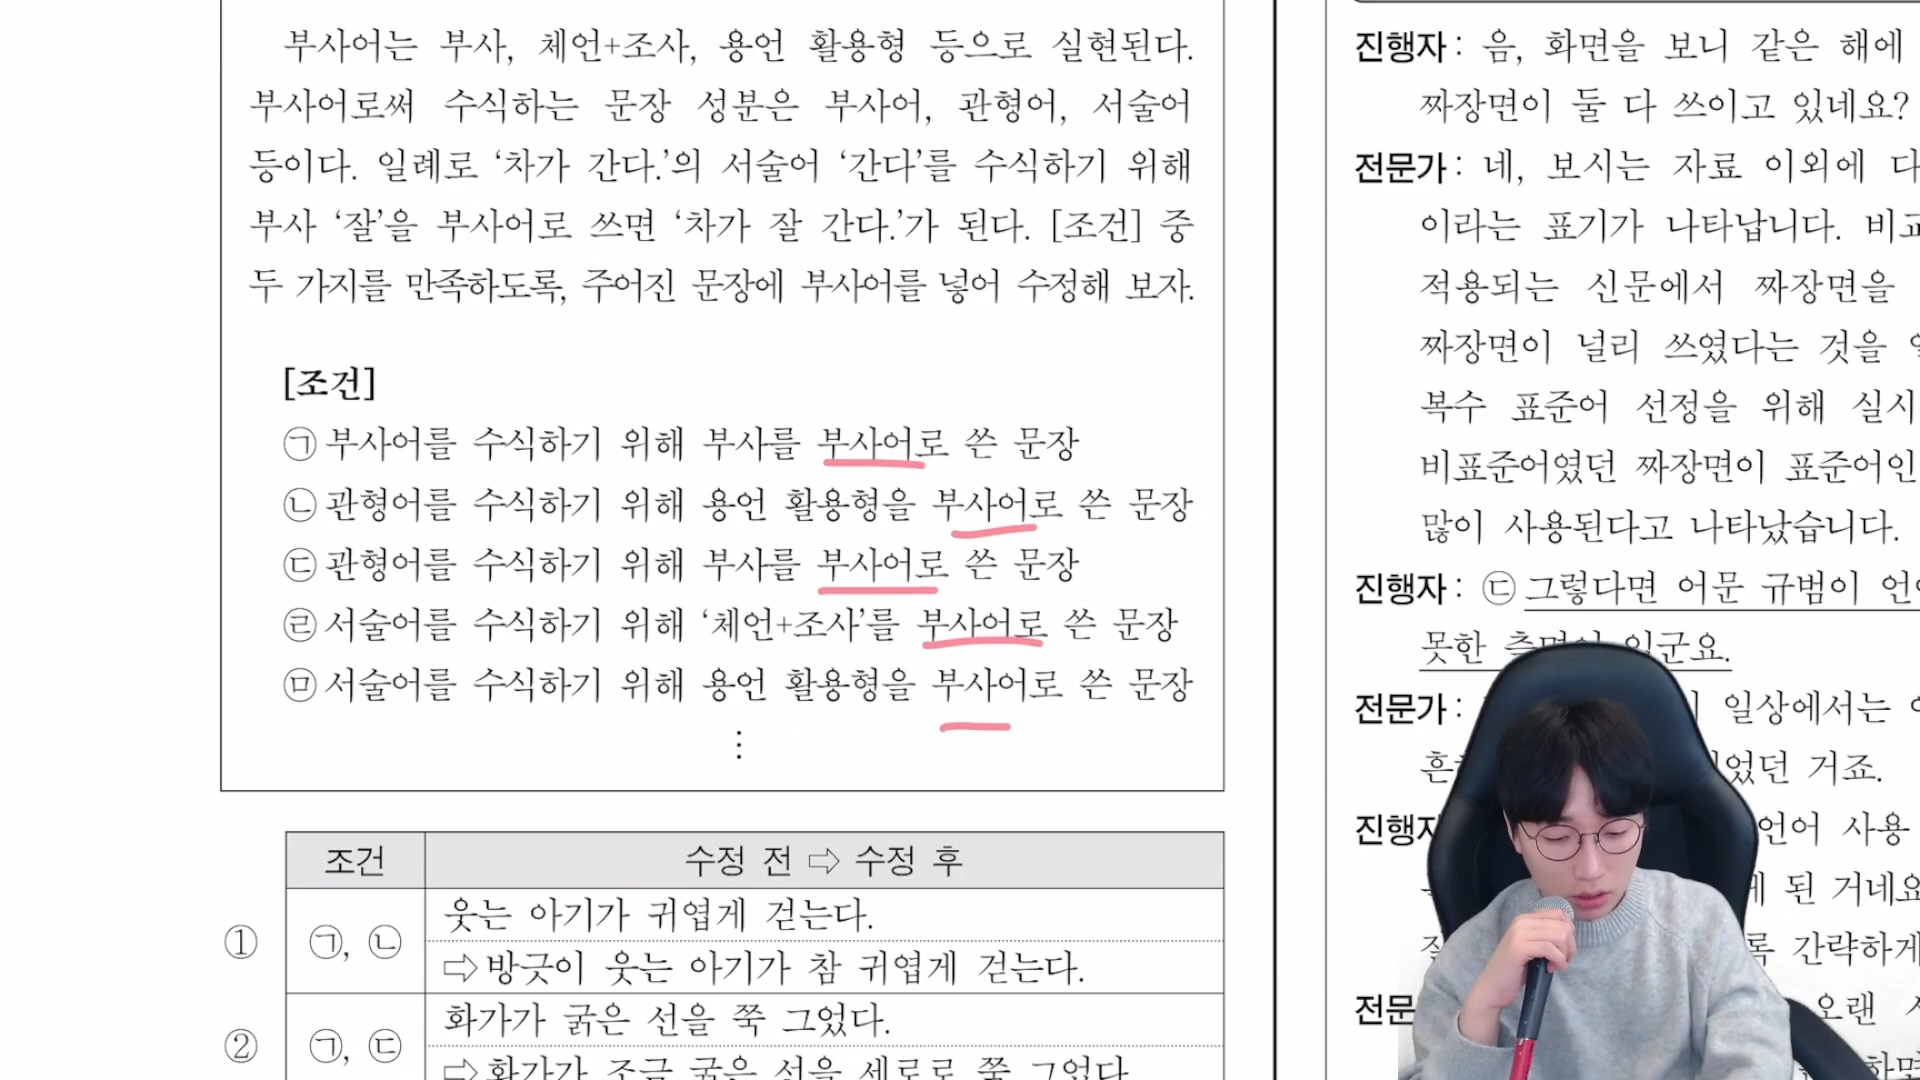 부사어는 부사, 체언+조사, 용언 활용형 등으로 실현된다.
부사어로써 수식하는 문장 성분은 부사어, 관형어, 서술어
등이다. 일례로 ‘차가 간다.’의 서술어 ‘간다’를 수식하기 위해
부사 ‘잘’을 부사어로 쓰면 ‘차가 잘 간다.’가 된다. [조건] 중
두 가지를 만족하도록, 주어진 문장에 부사어를 넣어 수정해 보자.
[조건]
㉠ 부사어를 수식하기 위해 부사를 부사어로 쓴 문장
㉡ 관형어를 수식하기 위해 용언 활용형을 부사어로 쓴 문장
㉢ 관형어를 수식하기 위해 부사를 부사어로 쓴 문장
㉣ 서술어를 수식하기 위해 ‘체언+조사’를 부사어로 쓴 문장
㉤ 서술어를 수식하기 위해 용언 활용형을 부사어로 쓴 문장
⋮
조건 수정 전 ⇨ 수정 후
① ㉠, ㉡
웃는 아기가 귀엽게 걷는다.
⇨ 방긋이 웃는 아기가 참 귀엽게 걷는다.
② ㉠, ㉢
화가가 굵은 선을 쭉 그었다.
⇨ 화가가 조금 굵은 선을 세로로 쭉 그었다
진행자 : 음, 화면을 보니 같은 해에
짜장면이 둘 다 쓰이고 있네요?
전문가 : 네, 보시는 자료 이외에
이라는 표기가 나타납니다.
적용되는 신문에서 짜장면을
짜장면이 널리 쓰였다는 것을
복수 표준어 선정을 위해
비표준어였던 짜장면이 표준어인
많이 사용된다고 나타났습니다.
진행자 : ㉢ 그렇다면 어문 규범이
못한 있군요.
전문가 : 일상에서는
었던 거죠.
진행자 언어 사용
된 거네요
간략하게
전문 오랜